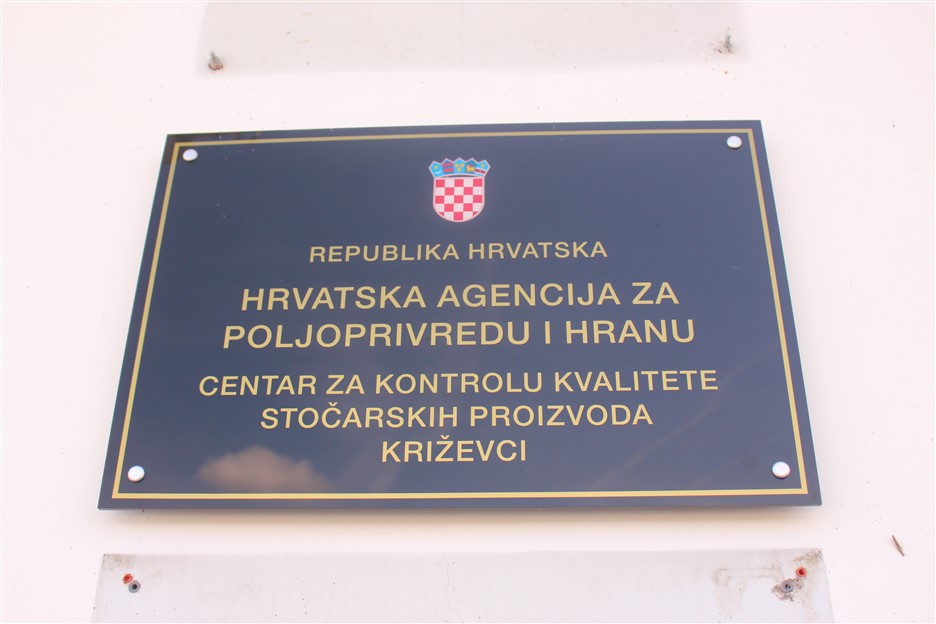 REPUBLIKA HRVATSKA
HRVATSKA AGENCIJA ZA
POLJOPRIVREDU I HRANU
CENTAR ZA KONTROLU KVALITETE
STOČARSKIH PROIZVODA
KRIŽEVCI